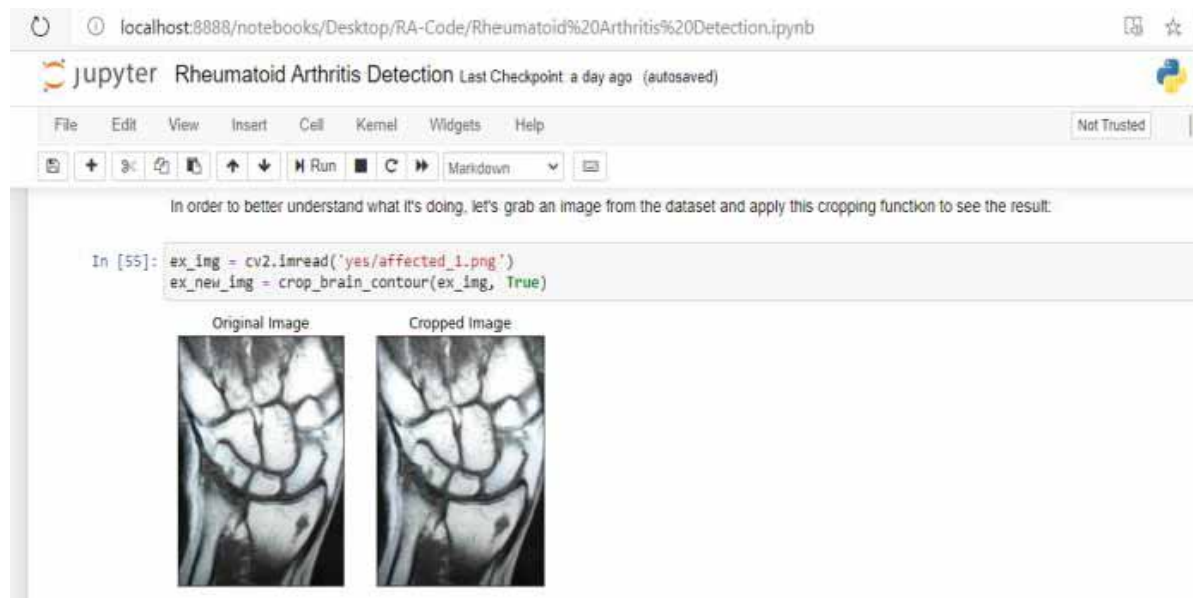 localhost:8888/notebooks/Desktop/RA-Code/Rheumatoid%20Arthritis%20Detection.ipynb
jupyter Rheumatoid Arthritis Detection Last Checkpoint a day ago (autosaved)
File Edit View Insert Cell Kernel Widgets Help Not Trusted
Run Markdown
In order to better understand what it's doing, let's grab an image from the dataset and apply this cropping function to see the result:
In [55]: ex_img = cv2.imread('yes/affected_1.png')
ex_new_img = crop_brain_contour(ex_img, True)
Original Image Cropped Image